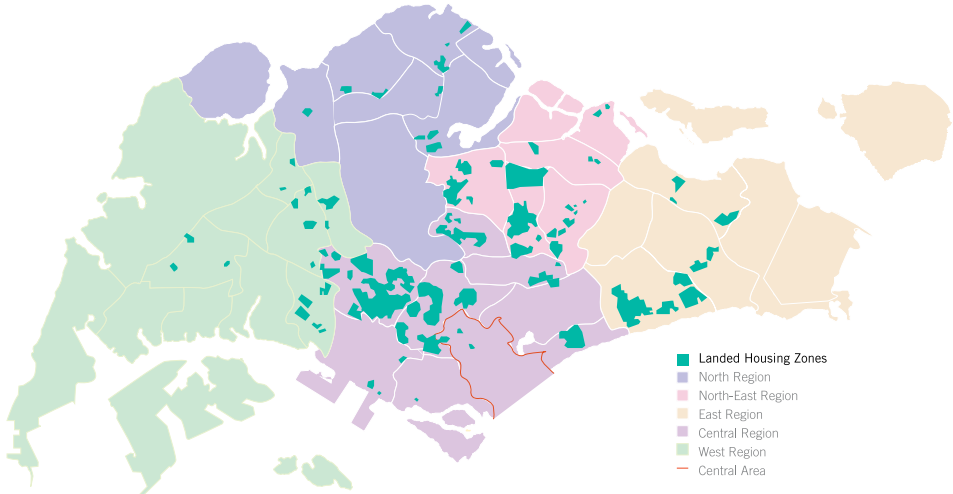 Landed Housing Zones
North Region
North-East Region
East Region
Central Region
West Region
Central Area